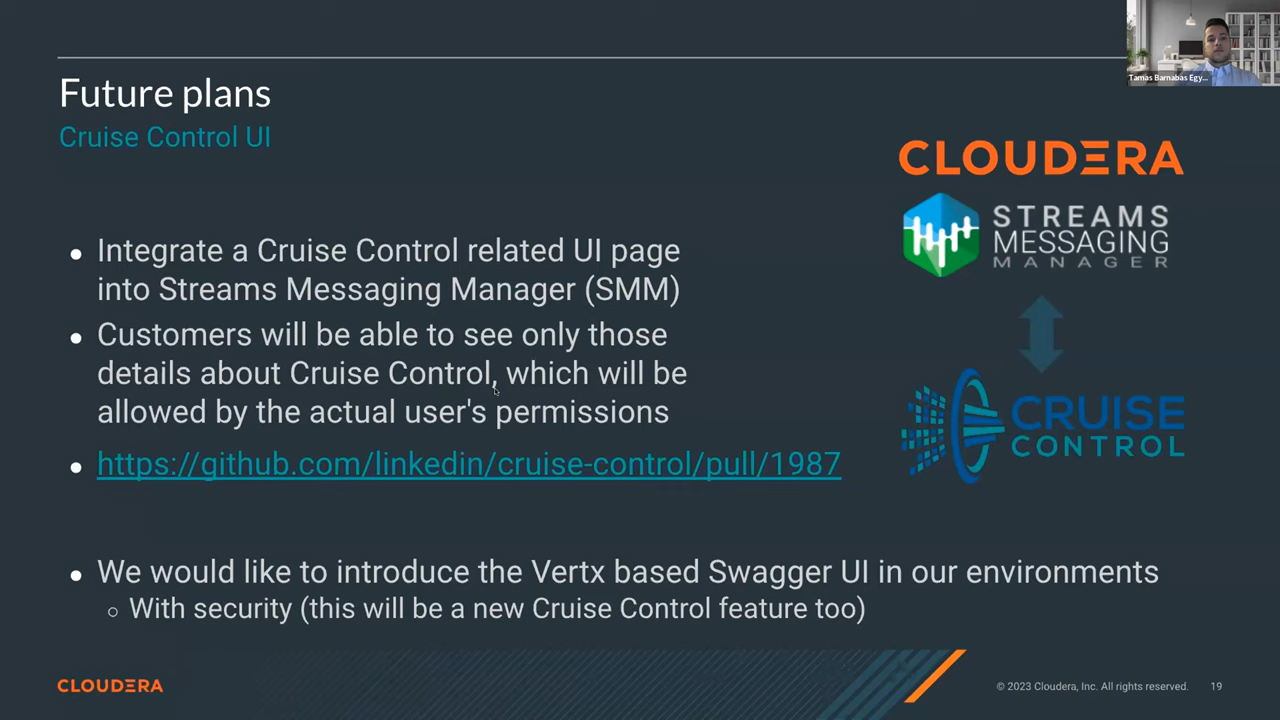 Tamas Barnabas Egy...
Future plans
Cruise Control UI
CLOUDERA
STREAMS
MESSAGING
MANAGER
• Integrate a Cruise Control related UI page
into Streams Messaging Manager (SMM)
• Customers will be able to see only those
details about Cruise Control, which will be
allowed by the actual user's permissions
CRUISE
CONTROL
• https://github.com/linkedin/cruise-control/pull/1987
• We would like to introduce the Vertx based Swagger UI in our environments
○ With security (this will be a new Cruise Control feature too)
CLOUDERA
© 2023 Cloudera, Inc. All rights reserved. 19